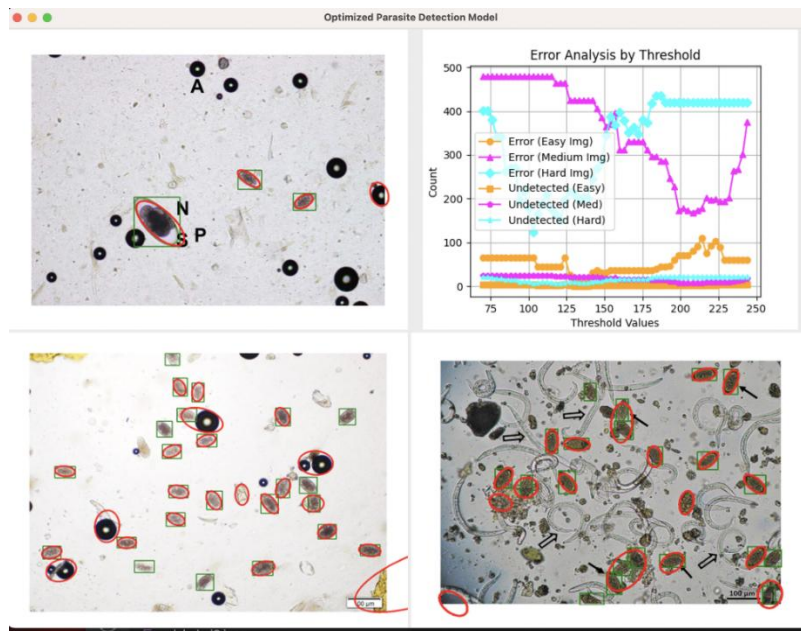 Optimized Parasite Detection Model
A
N
S
P
Error Analysis by Threshold
500
400
300
200
100
0
Count
Error (Easy Img)
Error (Medium Img)
Error (Hard Img)
Undetected (Easy)
Undetected (Med)
Undetected (Hard)
75
100
125
150
175
200
225
250
Threshold Values
100 µm
100 µm